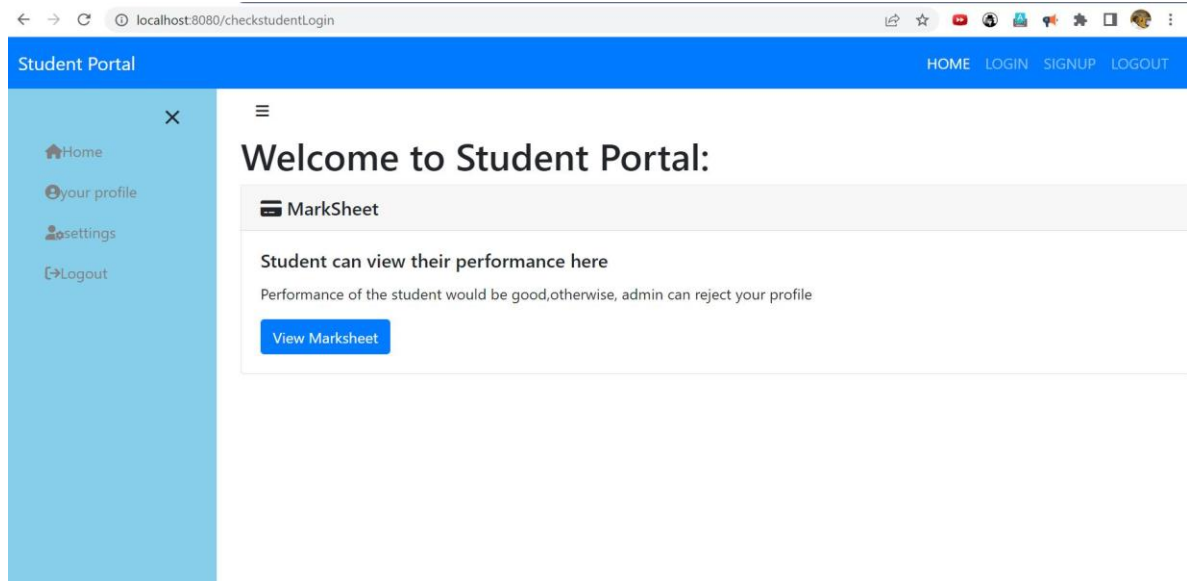 localhost:8080/checkstudentLogin
Student Portal
HOME LOGIN SIGNUP LOGOUT
Home
your profile
settings
Logout
Welcome to Student Portal:
MarkSheet
Student can view their performance here
Performance of the student would be good,otherwise, admin can reject your profile
View Marksheet